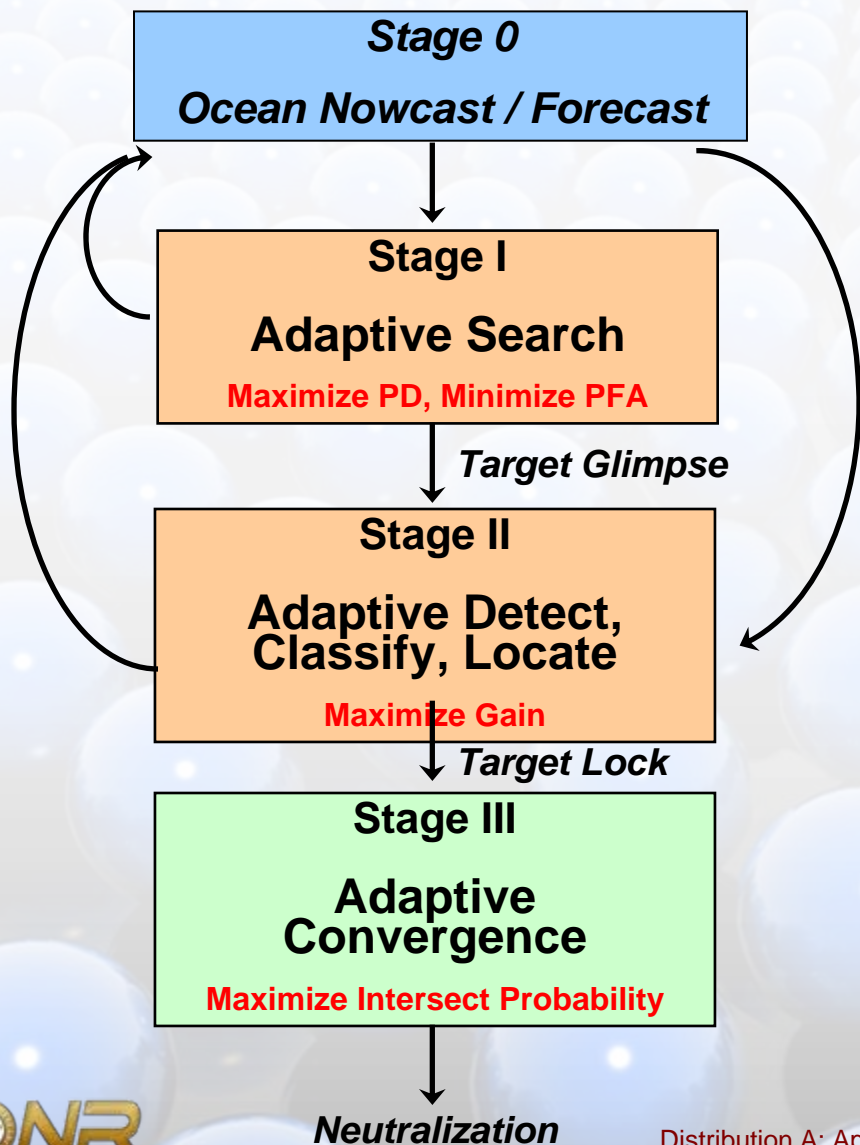 Stage 0
Ocean Nowcast / Forecast
Stage I
Adaptive Search
Maximize PD, Minimize PFA
Target Glimpse
Stage II
Adaptive Detect,
Classify, Locate
Maximize Gain
Target Lock
Stage III
Adaptive
Convergence
Maximize Intersect Probability
Neutralization
Distribution A: